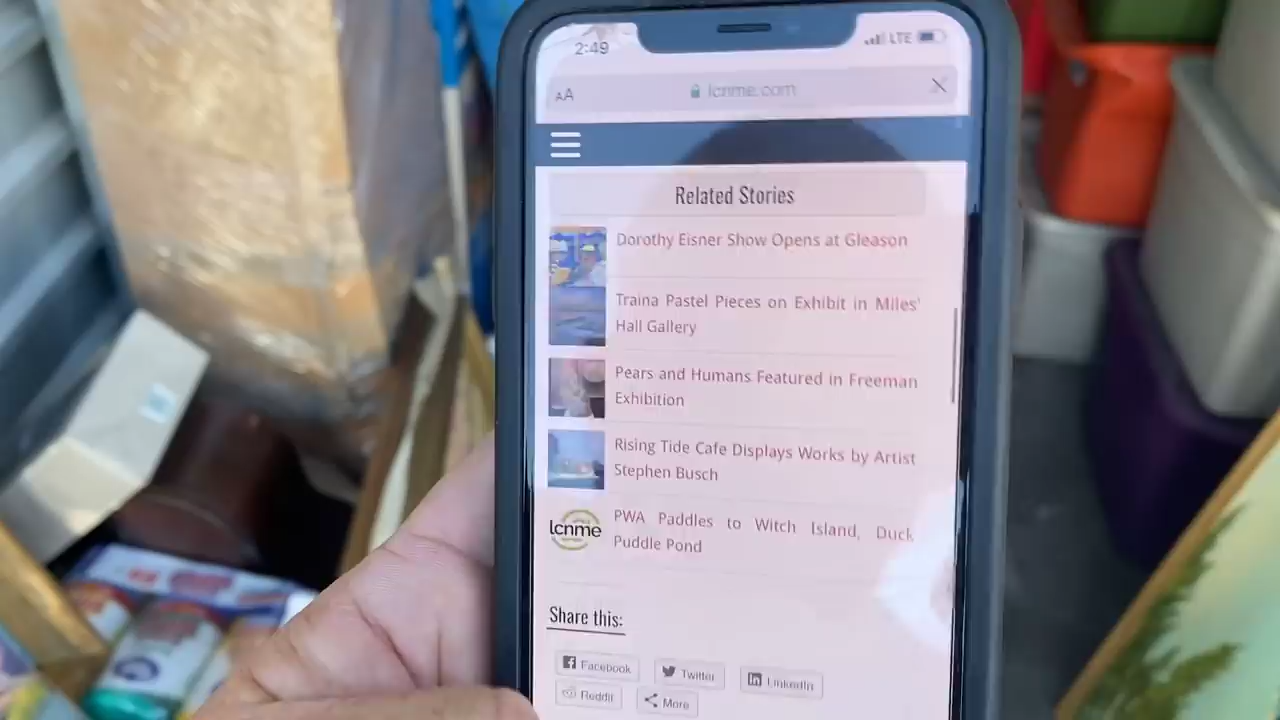 2:49
LTE
AA
lcnme.com
Related Stories
Dorothy Eisner Show Opens at Gleason
Traina Pastel Pieces on Exhibit in Miles'
Hall Gallery
Pears and Humans Featured in Freeman
Exhibition
Rising Tide Cafe Displays Works by Artist
Stephen Busch
lcnme
PWA Paddles to Witch Island, Duck
Puddle Pond
Share this:
Facebook
Twitter
LinkedIn
Reddit
More